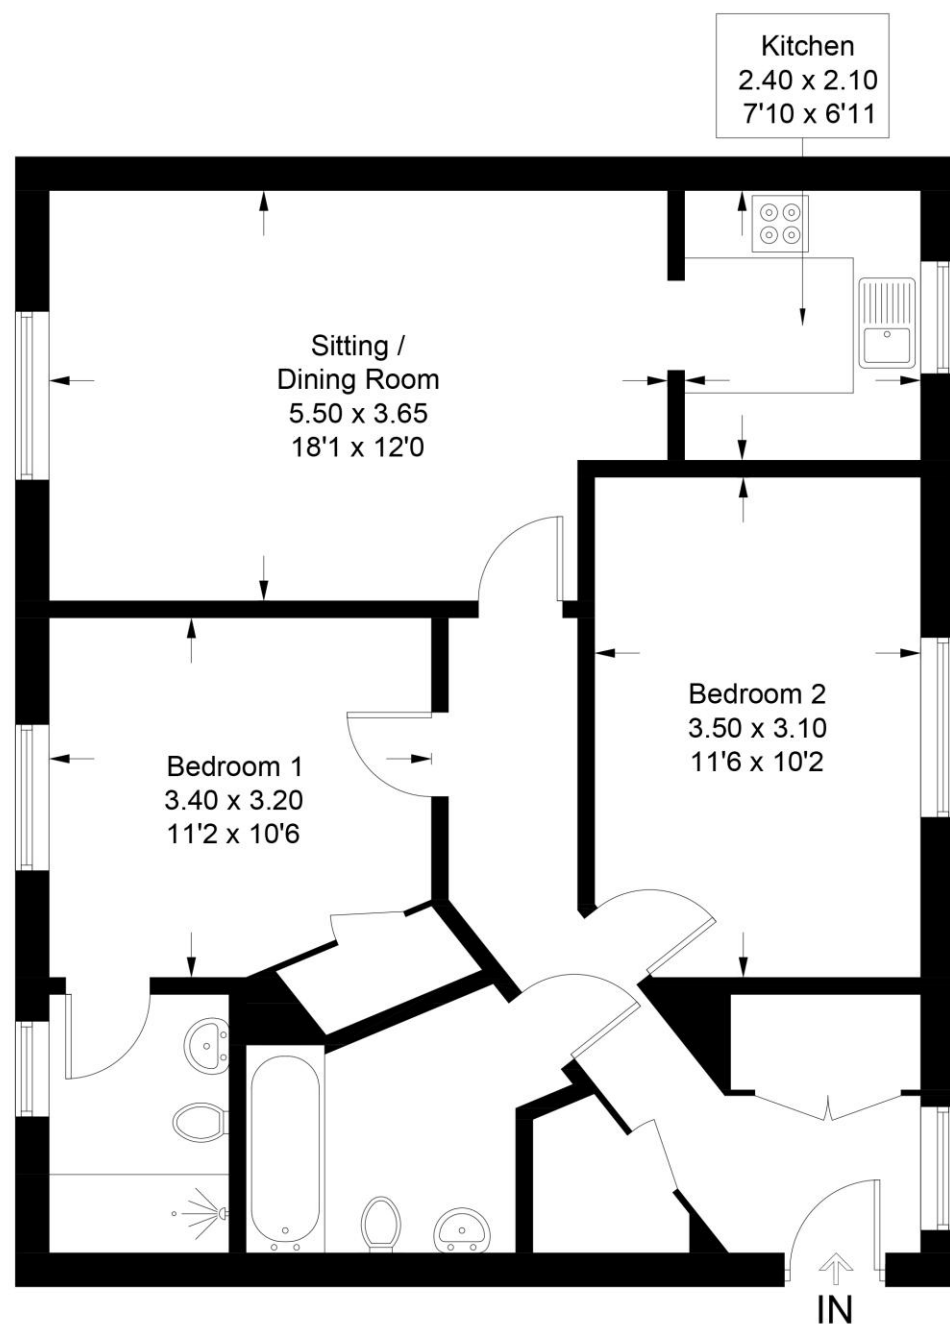 Kitchen
2.40 x 2.10
7'10 x 6'11
Sitting /
Dining Room
5.50 x 3.65
18'1 x 12'0
Bedroom 2
3.50 x 3.10
11'6 x 10'2
Bedroom 1
3.40 x 3.20
11'2 x 10'6
IN